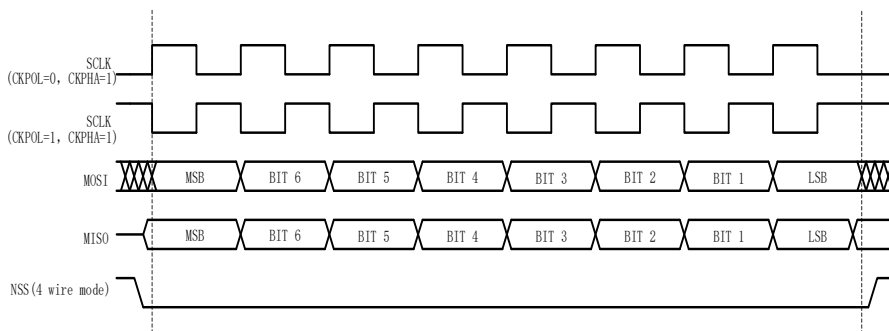 SCLK
(CKPOL=0, CKPHA=1)
SCLK
(CKPOL=1, CKPHA=1)
MOSI MSB BIT 6 BIT 5 BIT 4 BIT 3 BIT 2 BIT 1 LSB
MISO MSB BIT 6 BIT 5 BIT 4 BIT 3 BIT 2 BIT 1 LSB
NSS(4 wire mode)